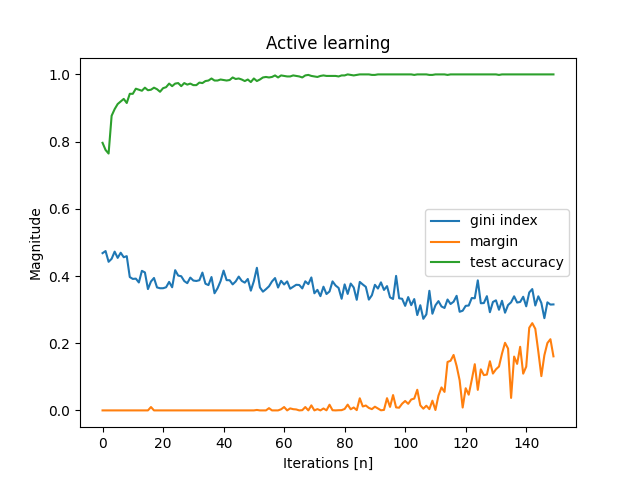 Active learning
Magnitude
1.0
0.8
0.6
0.4
0.2
0.0
gini index
margin
test accuracy
0 20 40 60 80 100 120 140
Iterations [n]